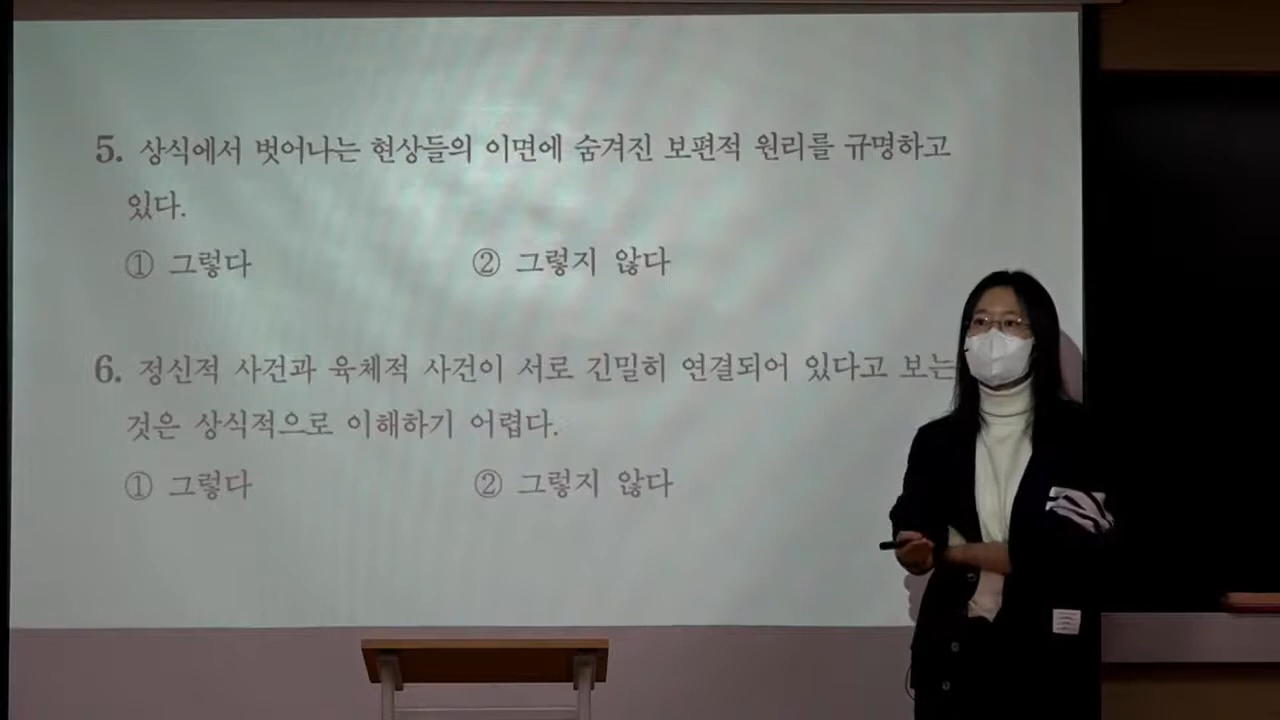 5. 상식에서 벗어나는 현상들의 이면에 숨겨진 보편적 원리를 규명하고
있다.
① 그렇다 ② 그렇지 않다
6. 정신적 사건과 육체적 사건이 서로 긴밀히 연결되어 있다고 보는
것은 상식적으로 이해하기 어렵다.
① 그렇다 ② 그렇지 않다